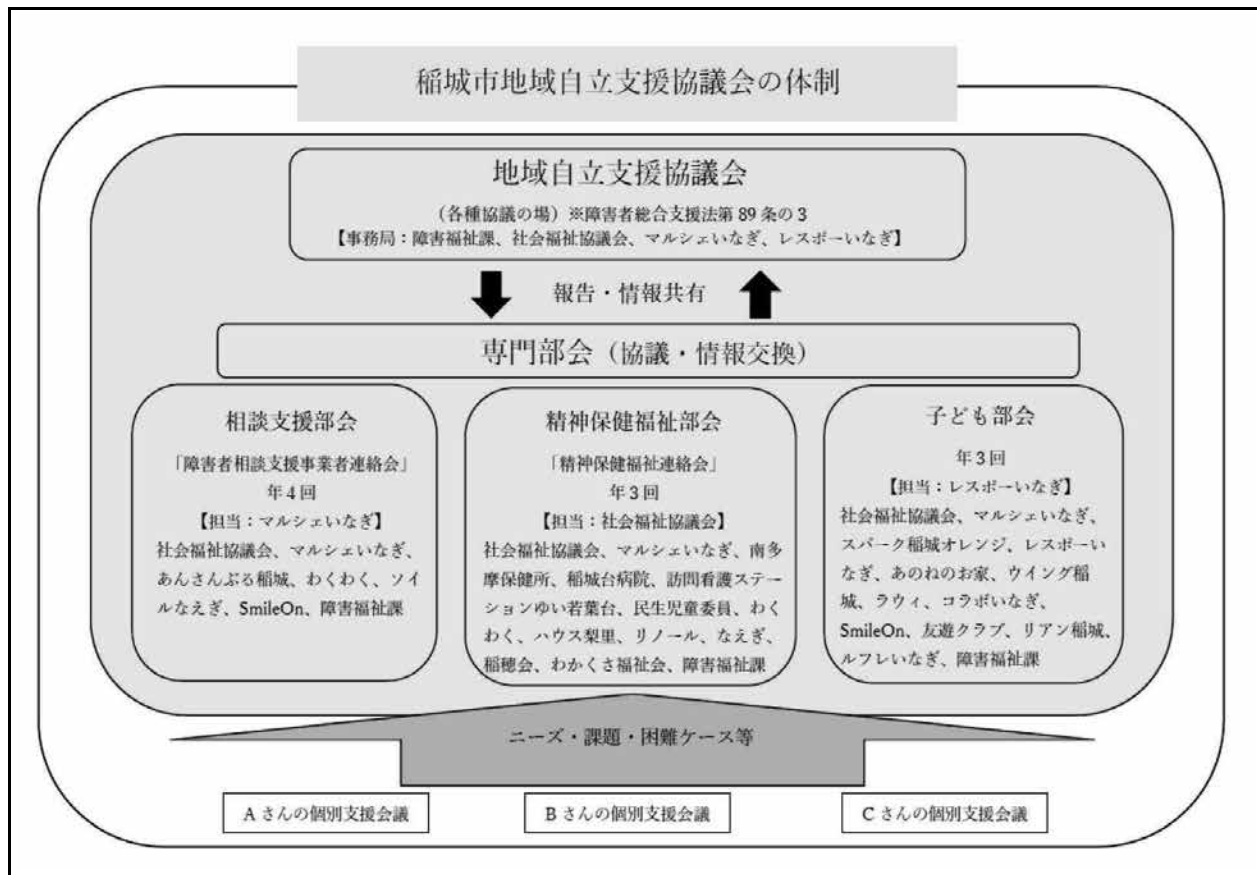 稲城市地域自立支援協議会の体制
地域自立支援協議会
（各種協議の場）※障害者総合支援法第 89 条の 3
【事務局：障害福祉課、社会福祉協議会、マルシェいなぎ、レスポーいなぎ】
報告・情報共有
専門部会（協議・情報交換）
相談支援部会
「障害者相談支援事業者連絡会」
年 4 回
【担当：マルシェいなぎ】
社会福祉協議会、マルシェいなぎ、
あんさんぶる稲城、わくわく、ソイ
ルなえぎ、SmileOn、障害福祉課
精神保健福祉部会
「精神保健福祉連絡会」
年 3 回
【担当：社会福祉協議会】
社会福祉協議会、マルシェいなぎ、南多
摩保健所、稲城台病院、訪問看護ステー
ションゆい若葉台、民生児童委員、わく
わく、ハウス梨里、リノール、なえぎ、
稲穂会、わかくさ福祉会、障害福祉課
子ども部会
年 3 回
【担当：レスポーいなぎ】
社会福祉協議会、マルシェいなぎ、
スパーク稲城オレンジ、レスポーい
なぎ、あのねのお家、ウイング稲
城、ラウィ、コラボいなぎ、
SmileOn、友遊クラブ、リアン稲城、
ルフレいなぎ、障害福祉課
ニーズ・課題・困難ケース等
A さんの個別支援会議
B さんの個別支援会議
C さんの個別支援会議